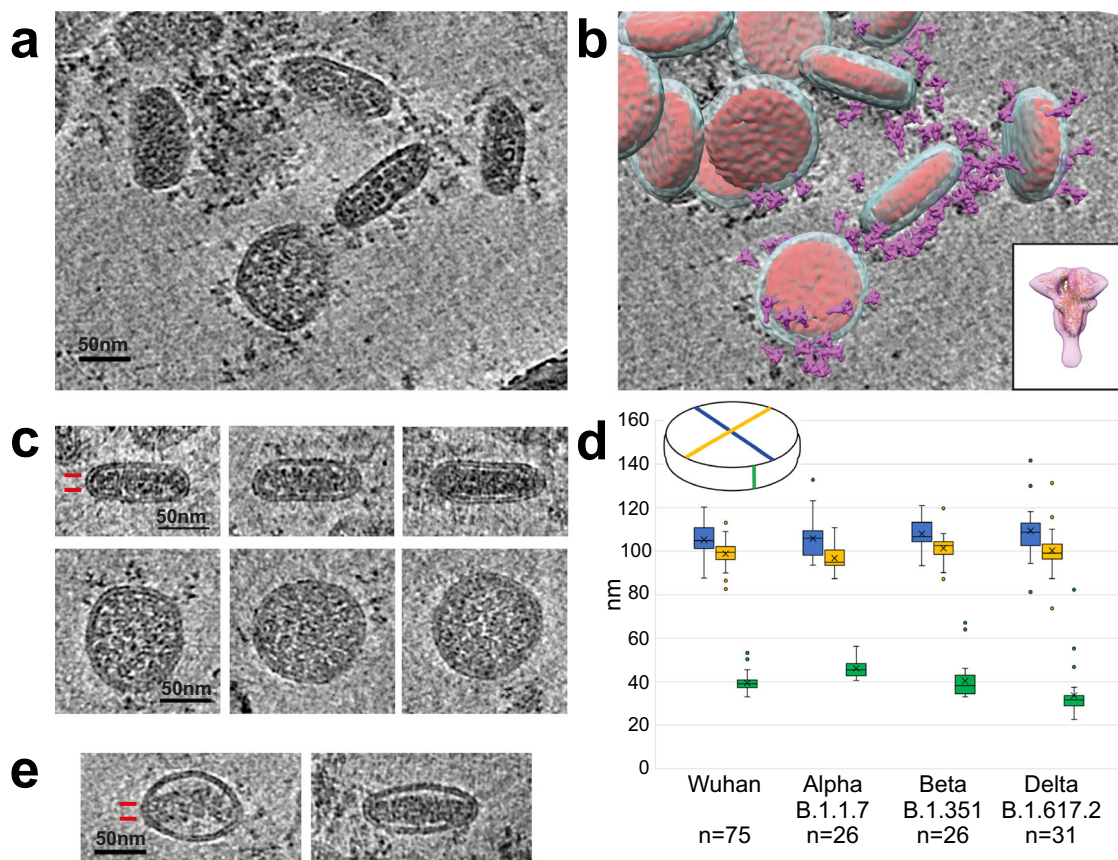 a
50nm
b
c
50nm
50nm
d
160
140
120
100
80
60
40
20
0
nm
Wuhan
n=75
Alpha
B.1.1.7
n=26
Beta
B.1.351
n=26
Delta
B.1.617.2
n=31
e
50nm